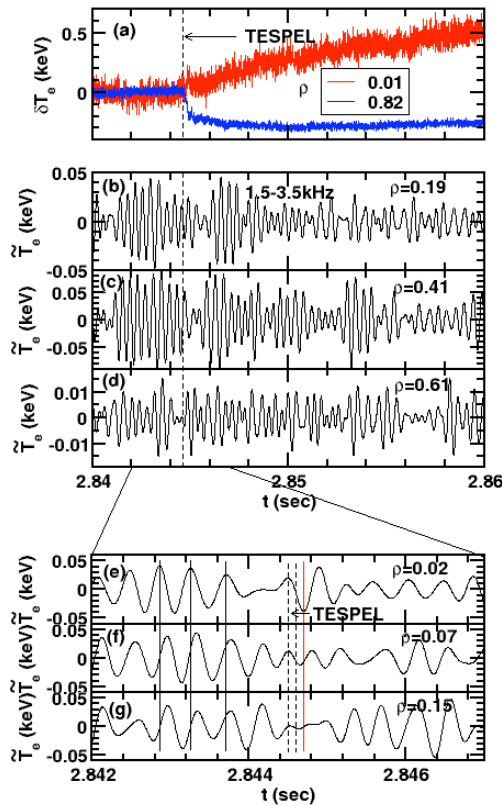 (a)
TESPEL
δTe (keV)
0.5
0
ρ
0.01
0.82
(b)
1.5-3.5kHz
ρ=0.19
T̃e (keV)
0.05
0
-0.05
(c)
ρ=0.41
T̃e (keV)
0.05
0
-0.05
(d)
ρ=0.61
T̃e (keV)
0.01
0
-0.01
2.84
2.85
2.86
t (sec)
(e)
ρ=0.02
T̃e (keV)
0.05
0
-0.05
TESPEL
(f)
ρ=0.07
T̃e (keV)
0.05
0
(g)
ρ=0.15
T̃e (keV)
0.05
0
-0.05
2.842
2.844
2.846
t (sec)